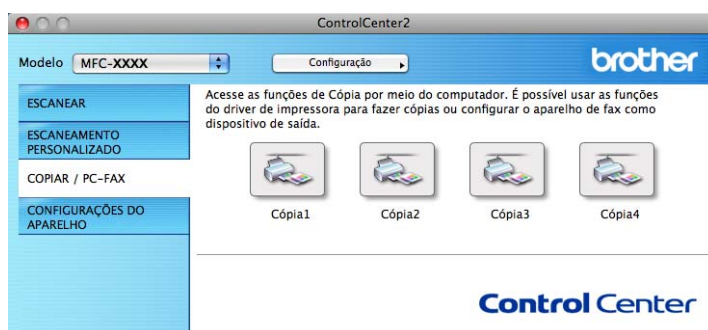 ControlCenter2
Modelo MFC-XXXX Configuração brother
ESCANEAR
ESCANEAMENTO
PERSONALIZADO
COPIAR / PC-FAX
CONFIGURAÇÕES DO
APARELHO
Acesse as funções de Cópia por meio do computador. É possível usar as funções
do driver de impressora para fazer cópias ou configurar o aparelho de fax como
dispositivo de saída.
Cópia1 Cópia2 Cópia3 Cópia4
Control Center